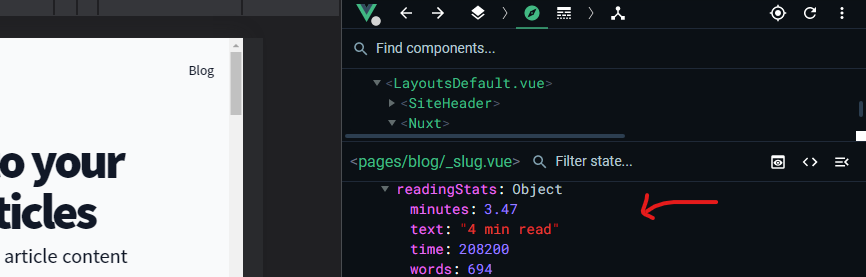 Blog
o your
ticles
article content
Find components...
<LayoutsDefault.vue>
<SiteHeader>
<Nuxt>
<pages/blog/_slug.vue>
Filter state...
readingStats: Object
minutes: 3.47
text: "4 min read"
time: 208200
words: 694